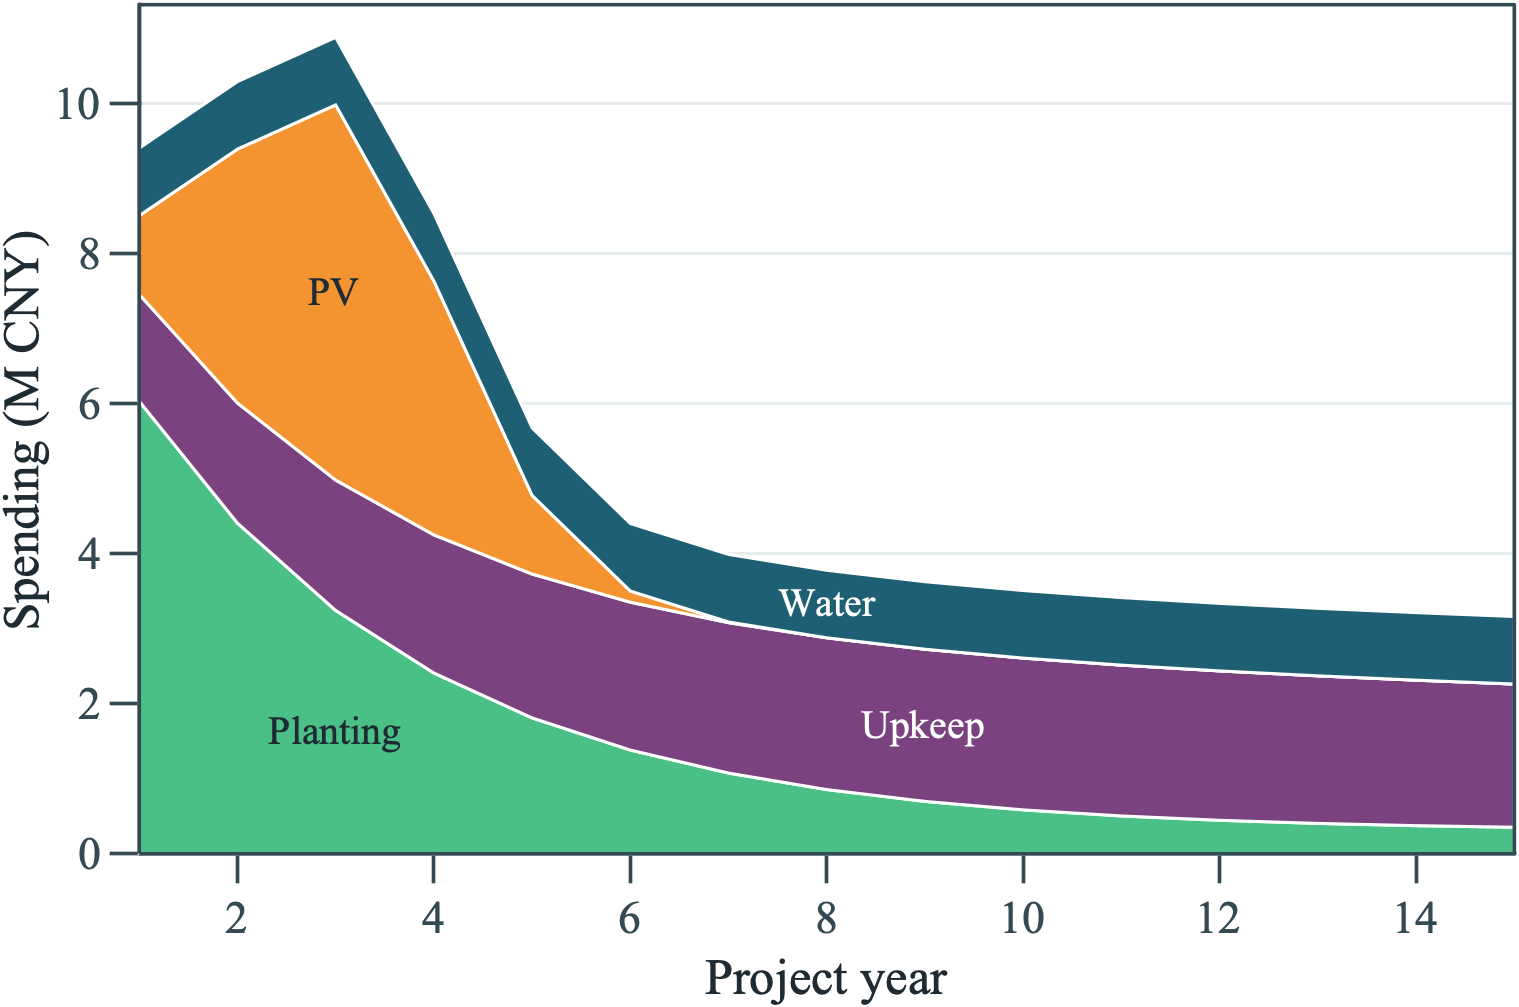 Spending (M CNY)
10
8
6
4
2
0
PV
Planting
Water
Upkeep
2 4 6 8 10 12 14
Project year